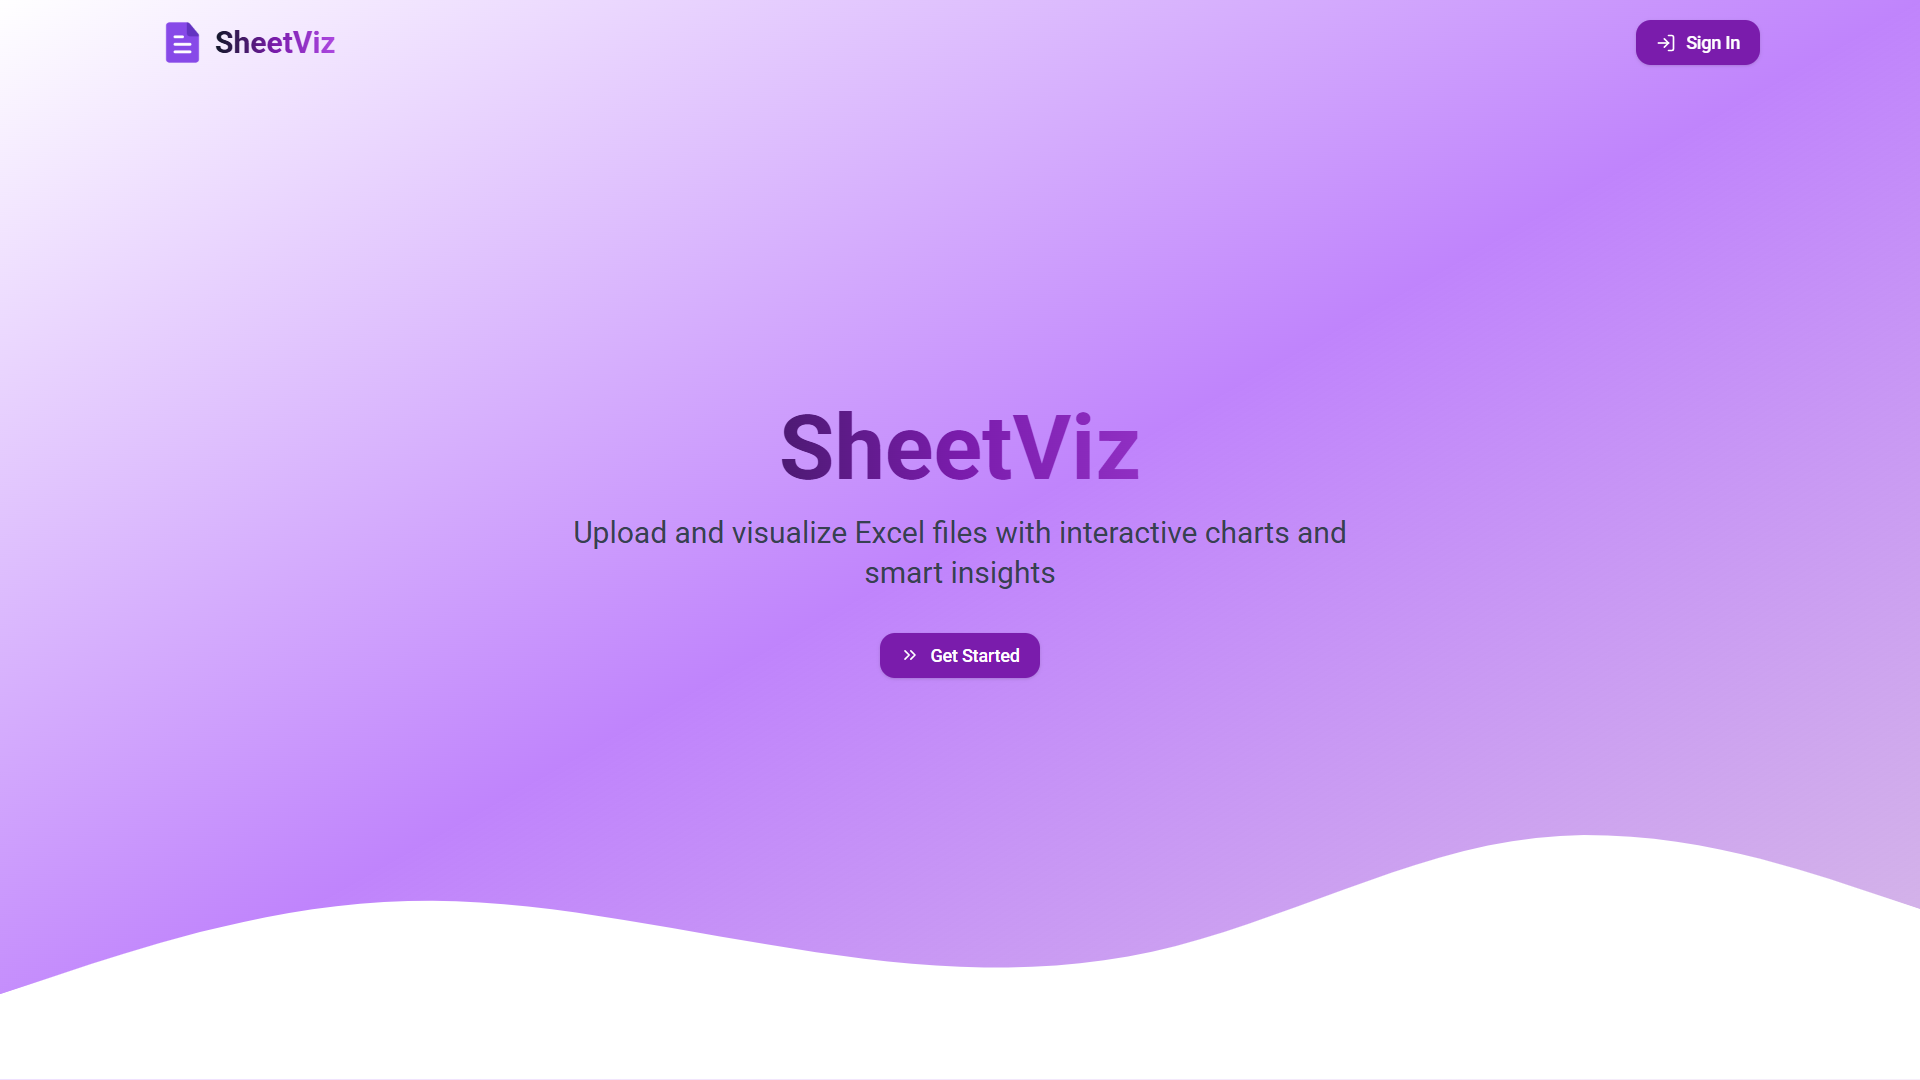 SheetViz
Sign In
SheetViz
Upload and visualize Excel files with interactive charts and
smart insights
Get Started